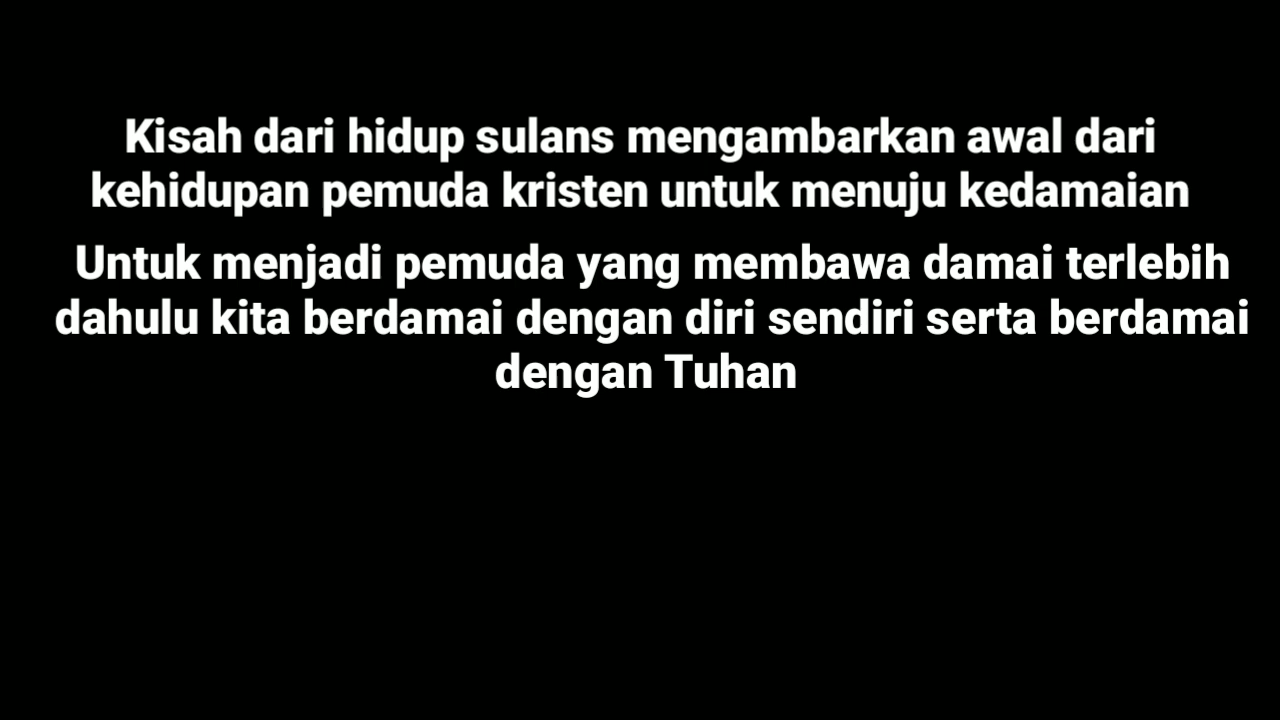 Kisah dari hidup sulans mengambarkan awal dari
kehidupan pemuda kristen untuk menuju kedamaian
Untuk menjadi pemuda yang membawa damai terlebih
dahulu kita berdamai dengan diri sendiri serta berdamai
dengan Tuhan